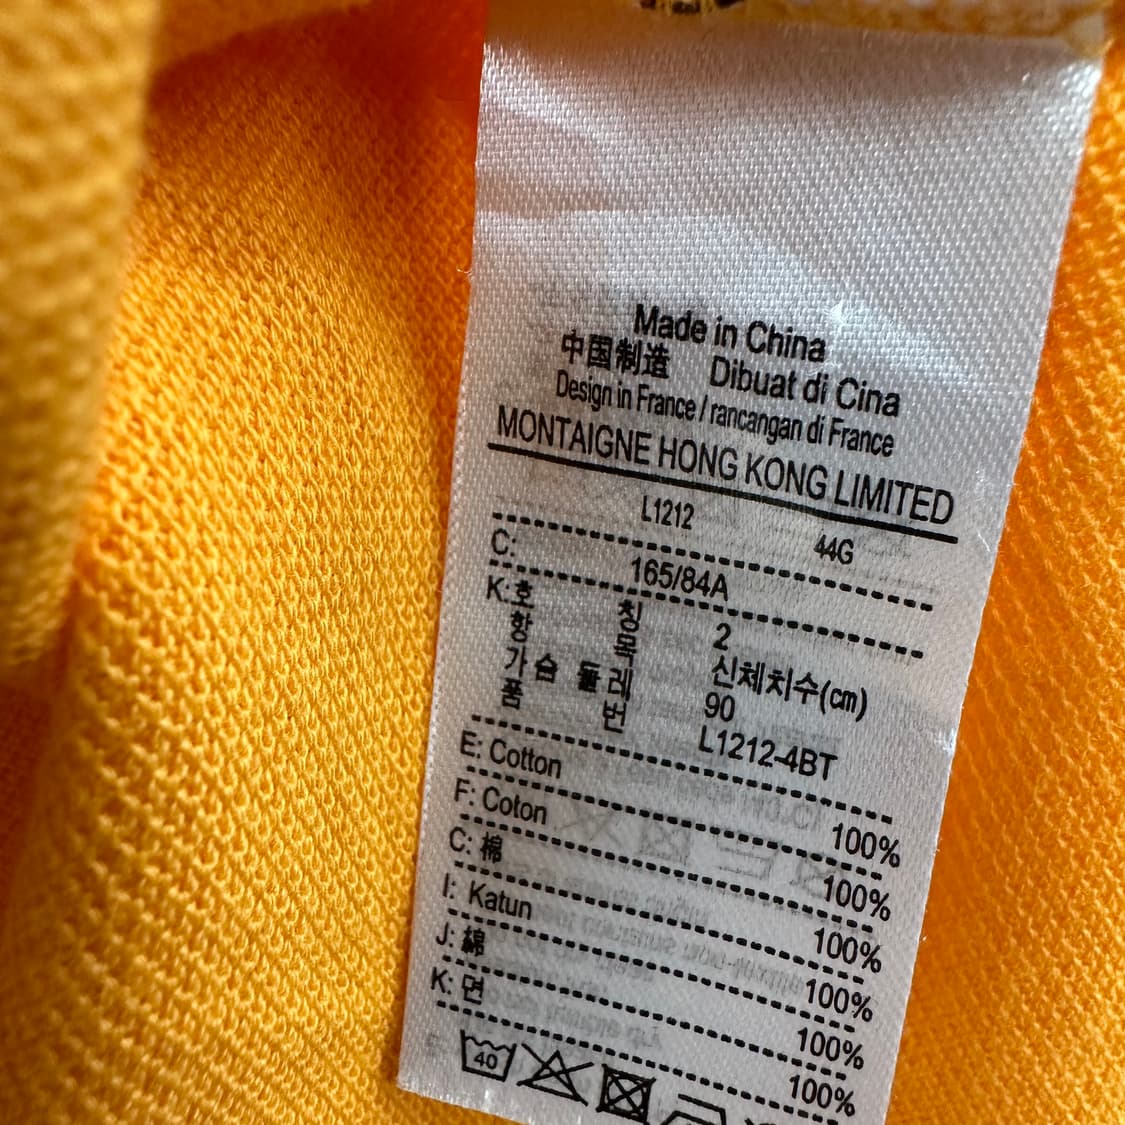 Made in China
中国制造 Dibuat di Cina
Design in France / rancangan di France
MONTAIGNE HONG KONG LIMITED
L1212 44G
C: 165/84A
K: 호 칭 2
항 목 신체치수(cm)
가 슴 둘 레 90
품 번 L1212-4BT
E: Cotton 100%
F: Coton 100%
C: 棉 100%
I: Katun 100%
J: 綿 100%
K: 면 100%
40